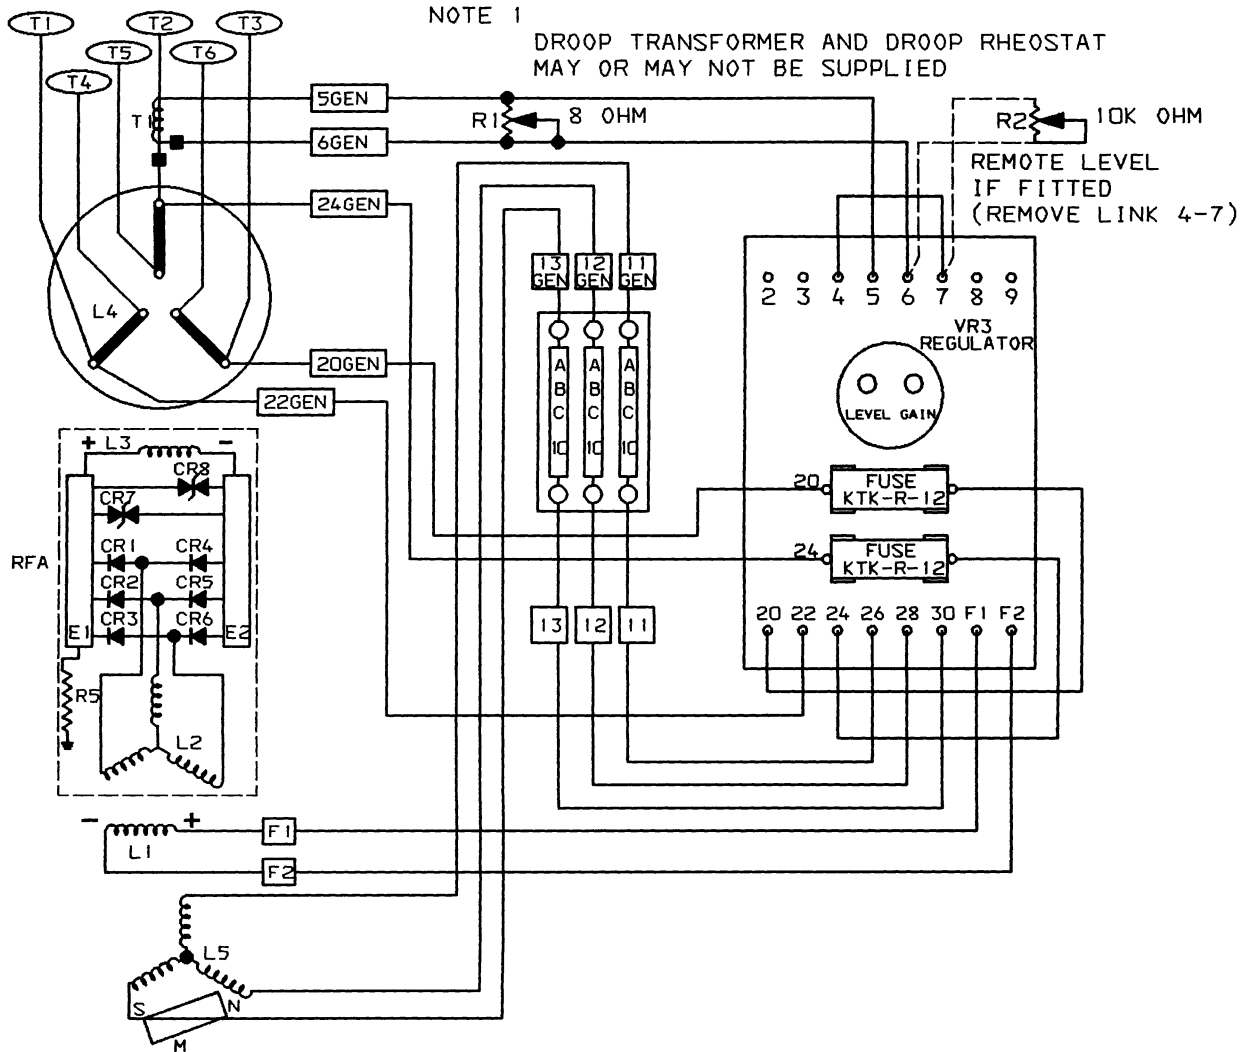 T1 T2 T3
NOTE 1
T5 T6
DROOP TRANSFORMER AND DROOP RHEOSTAT
MAY OR MAY NOT BE SUPPLIED
T4
5GEN
T1
R1
8 OHM
R2
10K OHM
6GEN
REMOTE LEVEL
IF FITTED
(REMOVE LINK 4-7)
24GEN
13
GEN
12
GEN
11
GEN
2 3 4 5 6 7 8 9
L4
VR3
REGULATOR
20GEN
22GEN
A
B
C
10
A
B
C
10
A
B
C
10
LEVEL GAIN
+ L3 -
CR8
CR7
20
FUSE
KTK-R-12
24
FUSE
KTK-R-12
RFA
CR1 CR4
CR2 CR5
CR3 CR6
E1 E2
13 12 11
20 22 24 26 28 30 F1 F2
R5
L2
- +
L1
F1
F2
L5
S N
M